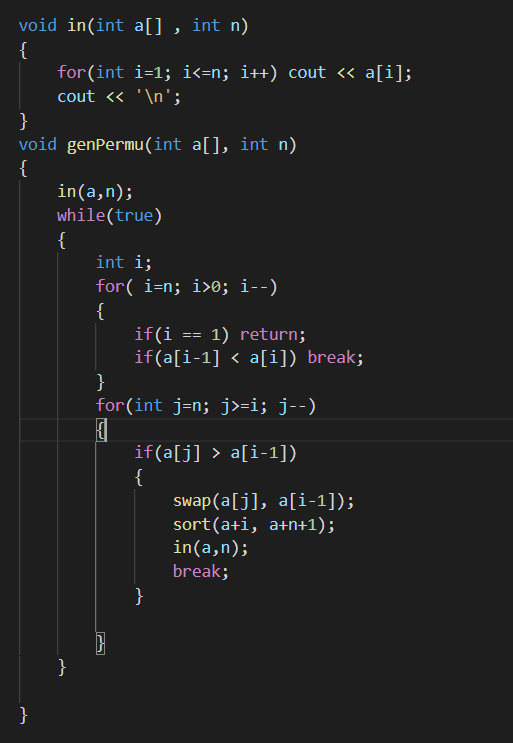 void in(int a[] , int n)
{
for(int i=1; i<=n; i++) cout << a[i];
cout << '\n';
}
void genPermu(int a[], int n)
{
in(a,n);
while(true)
{
int i;
for( i=n; i>0; i--)
{
if(i == 1) return;
if(a[i-1] < a[i]) break;
}
for(int j=n; j>=i; j--)
{
if(a[j] > a[i-1])
{
swap(a[j], a[i-1]);
sort(a+i, a+n+1);
in(a,n);
break;
}
}
}
}